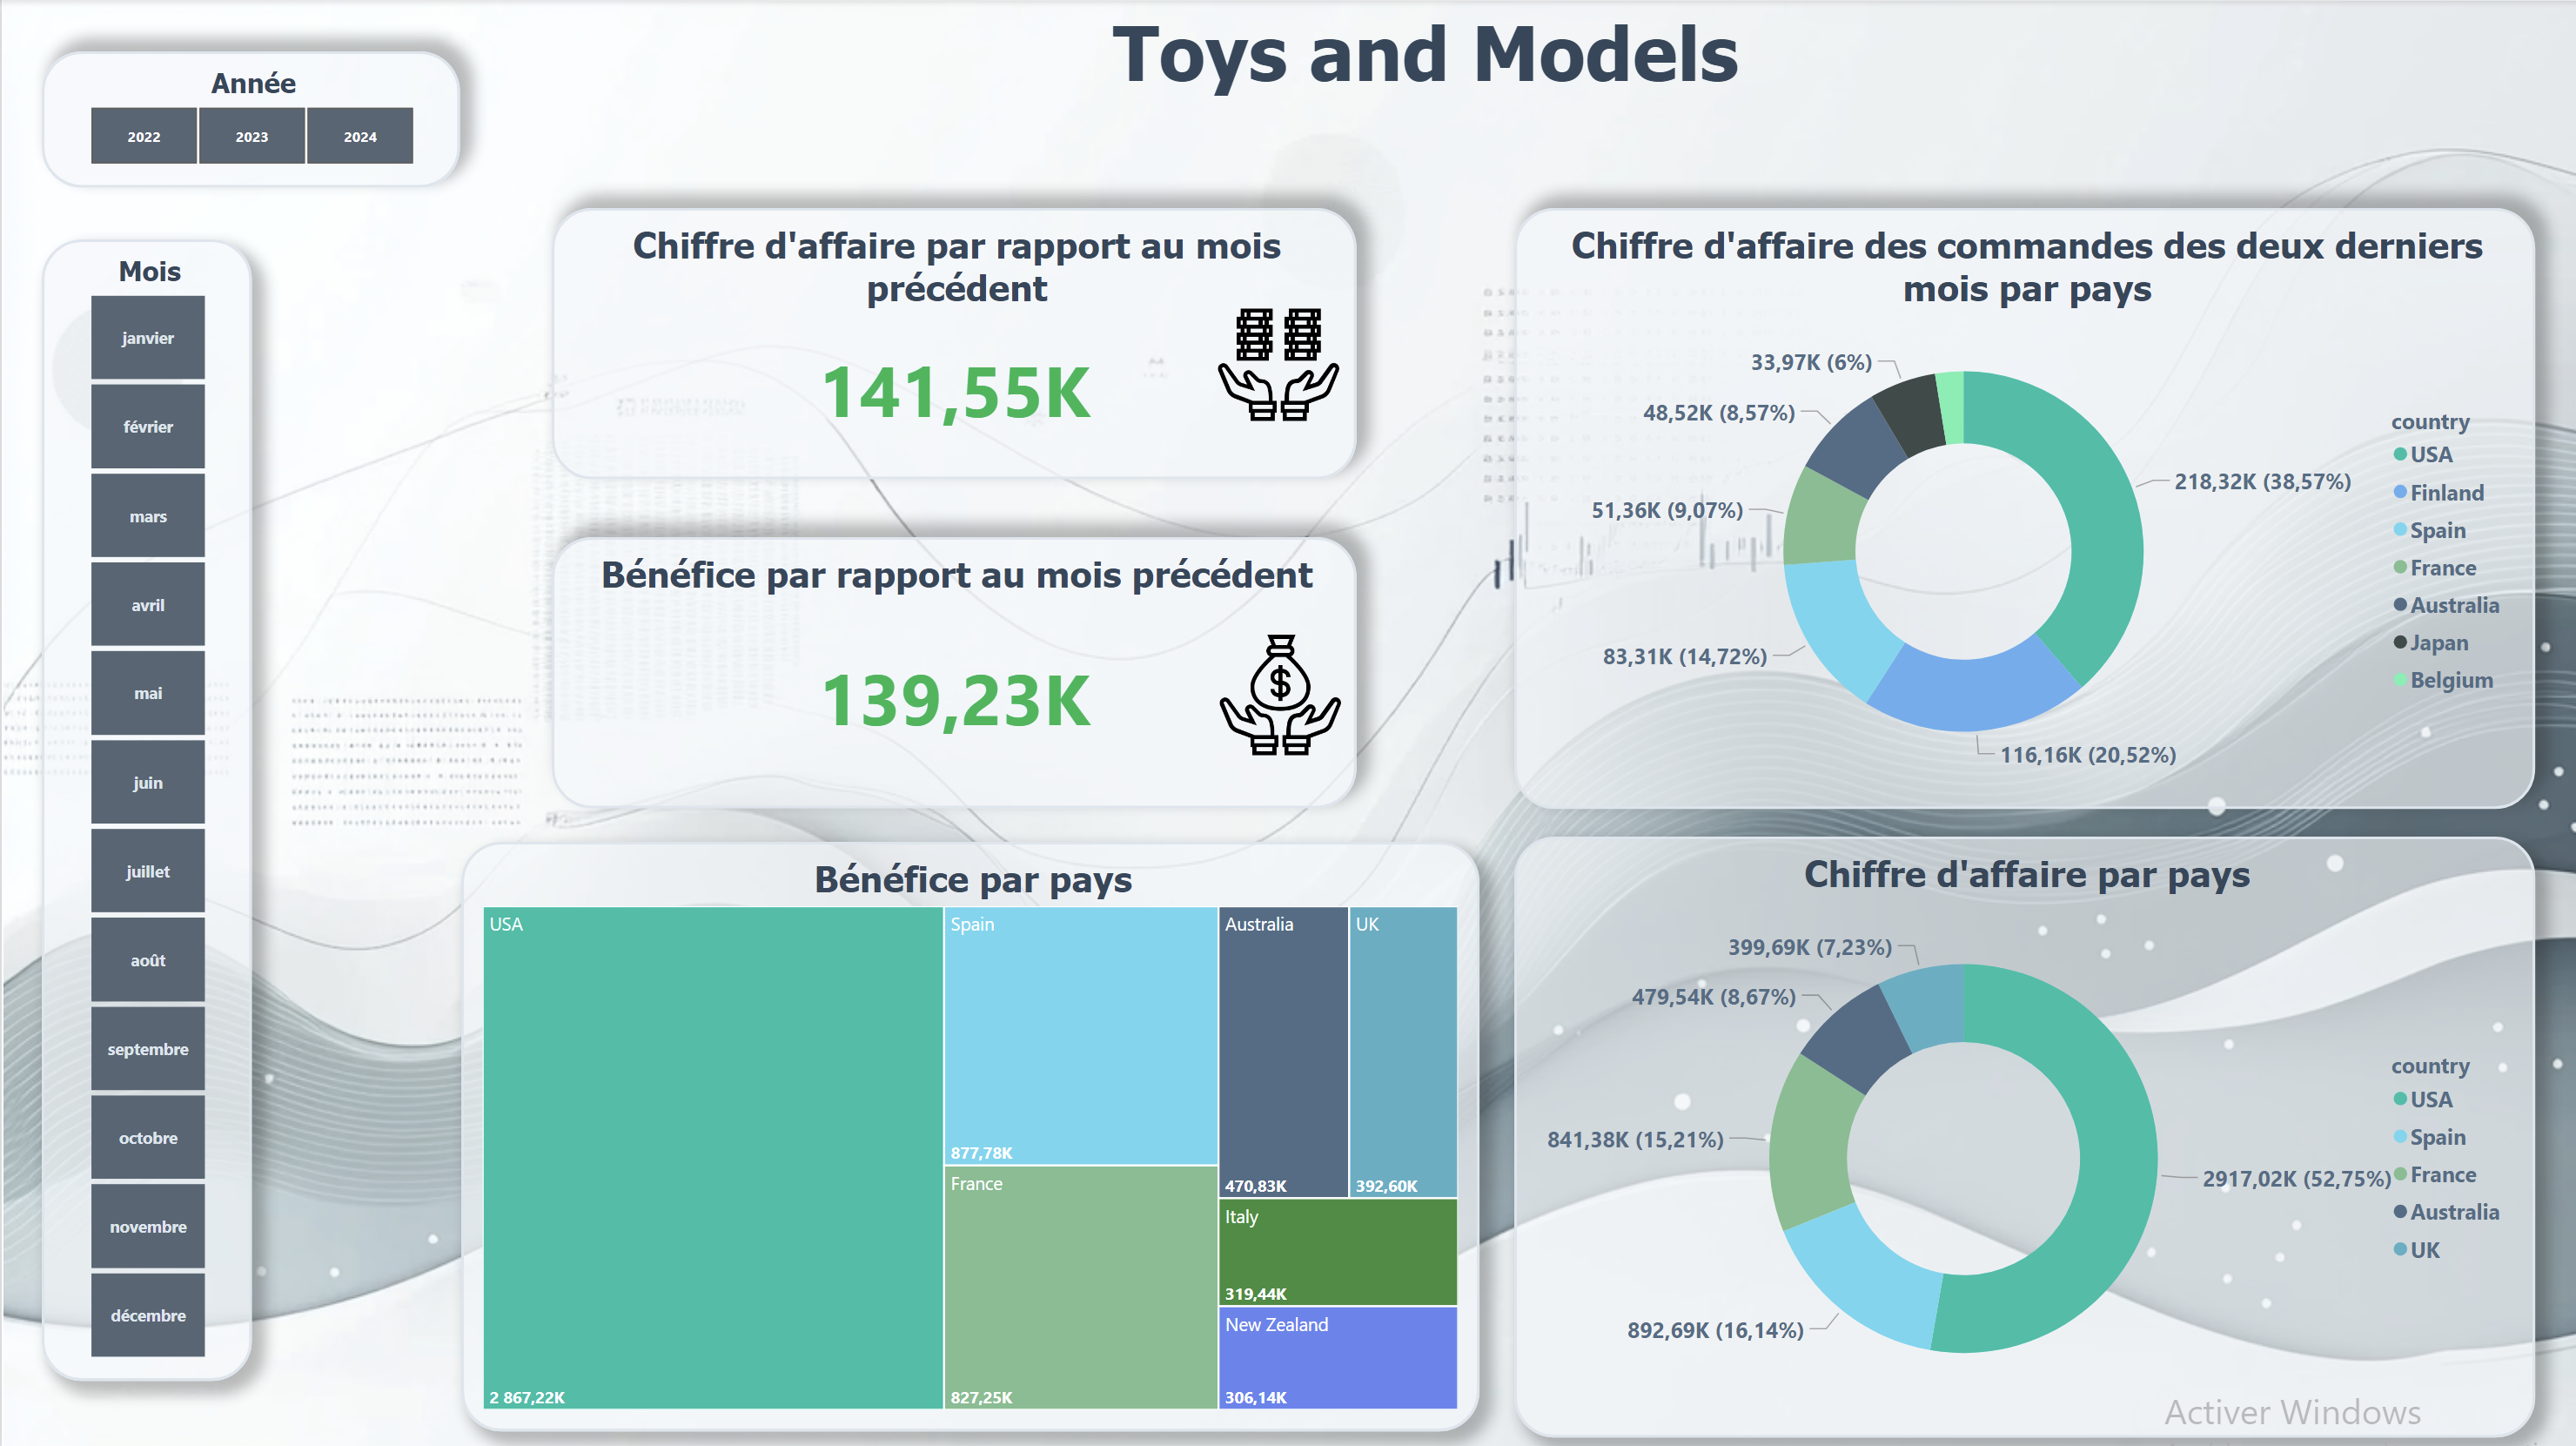 Toys and Models
Année
2022
2023
2024
Mois
janvier
février
mars
avril
mai
juin
juillet
août
septembre
octobre
novembre
décembre
Chiffre d'affaire par rapport au mois
précédent
141,55K
Bénéfice par rapport au mois précédent
139,23K
$
Chiffre d'affaire des commandes des deux derniers
mois par pays
33,97K (6%)
48,52K (8,57%)
51,36K (9,07%)
83,31K (14,72%)
116,16K (20,52%)
218,32K (38,57%)
country
USA
Finland
Spain
France
Australia
Japan
Belgium
Bénéfice par pays
USA
2 867,22K
Spain
877,78K
France
827,25K
Australia
470,83K
UK
392,60K
Italy
319,44K
New Zealand
306,14K
Chiffre d'affaire par pays
399,69K (7,23%)
479,54K (8,67%)
841,38K (15,21%)
892,69K (16,14%)
2917,02K (52,75%)
country
USA
Spain
France
Australia
UK
Activer Windows